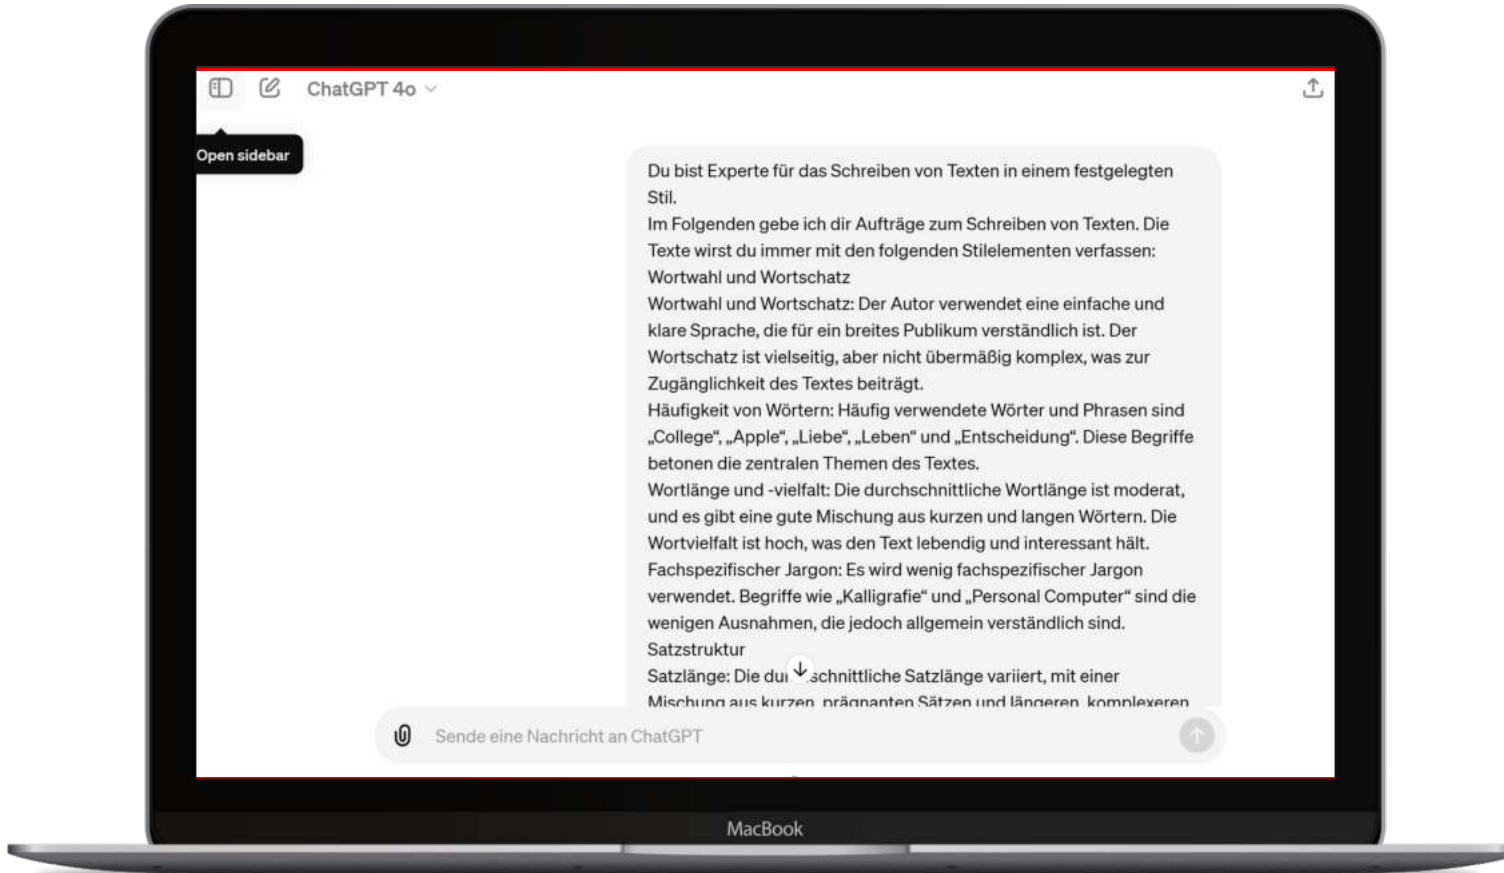 ChatGPT 4o
Open sidebar
Du bist Experte für das Schreiben von Texten in einem festgelegten
Stil.
Im Folgenden gebe ich dir Aufträge zum Schreiben von Texten. Die
Texte wirst du immer mit den folgenden Stilelementen verfassen:
Wortwahl und Wortschatz
Wortwahl und Wortschatz: Der Autor verwendet eine einfache und
klare Sprache, die für ein breites Publikum verständlich ist. Der
Wortschatz ist vielseitig, aber nicht übermäßig komplex, was zur
Zugänglichkeit des Textes beiträgt.
Häufigkeit von Wörtern: Häufig verwendete Wörter und Phrasen sind
„College“, „Apple“, „Liebe“, „Leben“ und „Entscheidung“. Diese Begriffe
betonen die zentralen Themen des Textes.
Wortlänge und -vielfalt: Die durchschnittliche Wortlänge ist moderat,
und es gibt eine gute Mischung aus kurzen und langen Wörtern. Die
Wortvielfalt ist hoch, was den Text lebendig und interessant hält.
Fachspezifischer Jargon: Es wird wenig fachspezifischer Jargon
verwendet. Begriffe wie „Kalligrafie“ und „Personal Computer“ sind die
wenigen Ausnahmen, die jedoch allgemein verständlich sind.
Satzstruktur
Satzlänge: Die schnittliche Satzlänge variiert, mit einer
Mischung aus kurzen, prägnanten Sätzen und längeren, komplexeren
Sende eine Nachricht an ChatGPT
MacBook